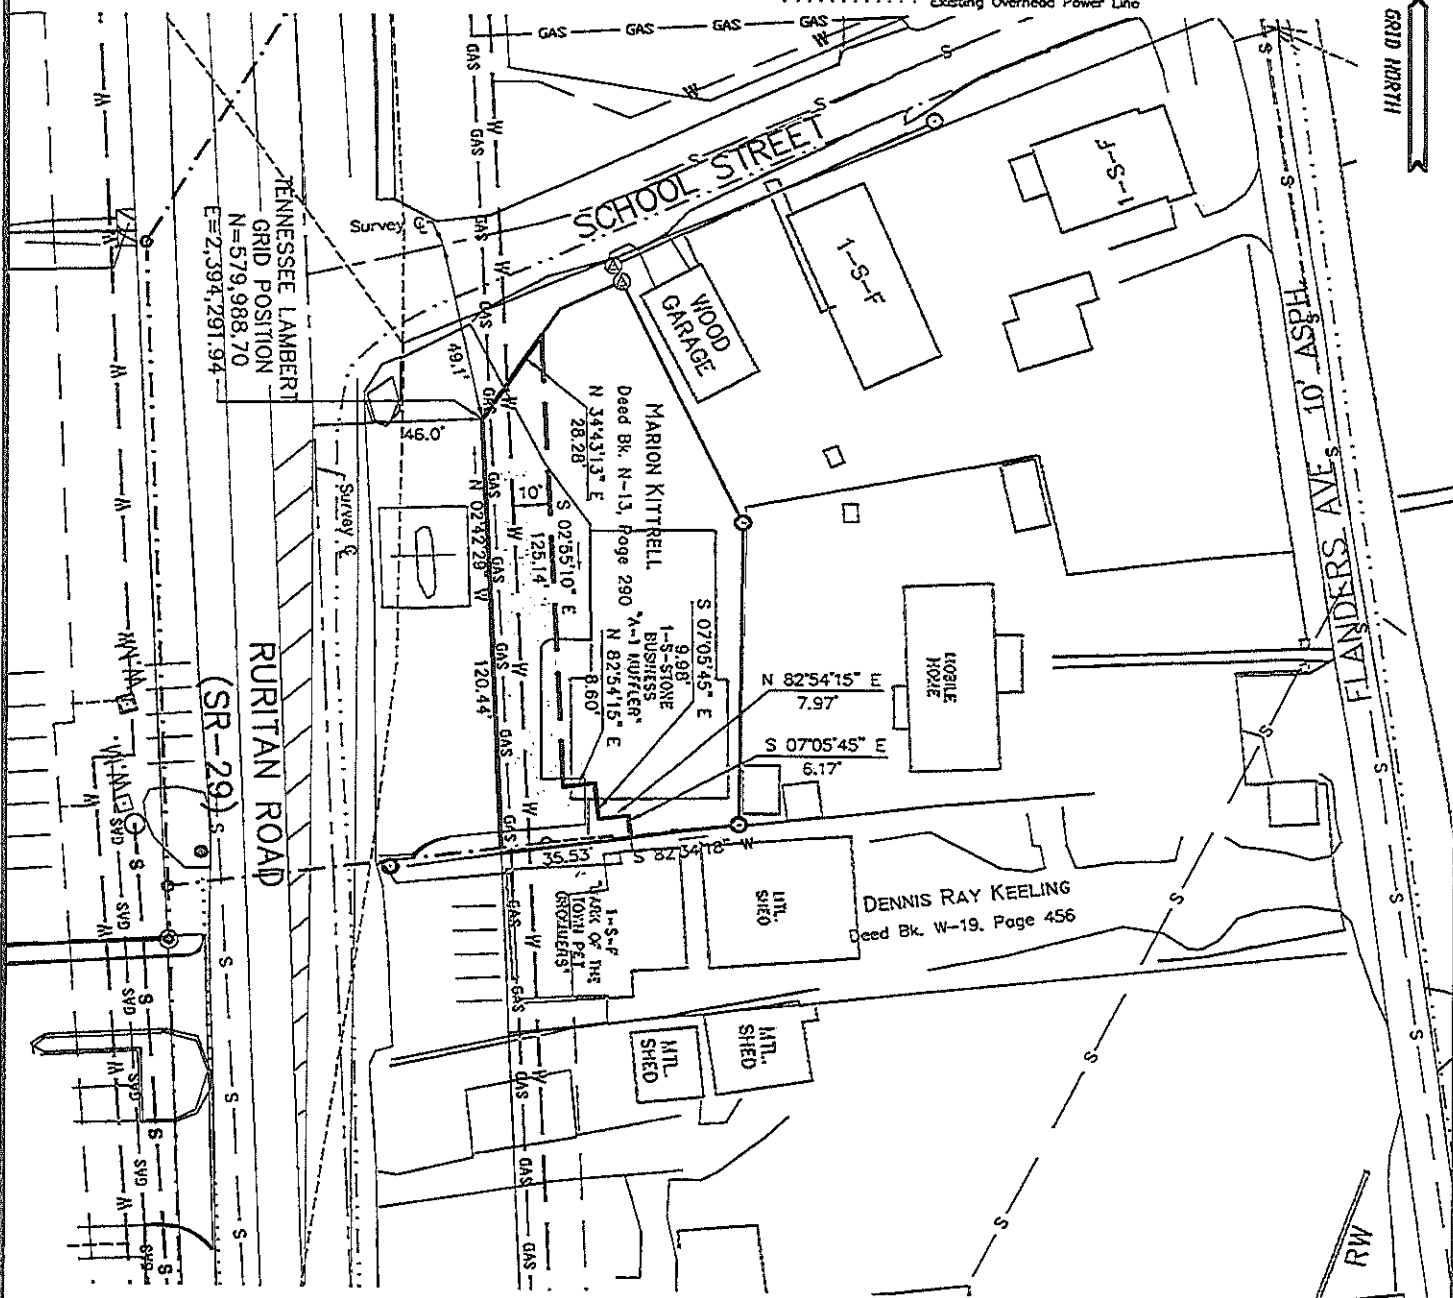 Existing Overhead Power Line
GRID NORTH
GAS GAS GAS GAS
SCHOOL STREET
Survey
TENNESSEE LAMBERT
GRID POSITION
N=579,988.70
E=2,394,291.94
49.1'
46.0'
Survey
WOOD
GARAGE
1-S-F
1-S-F
FLANDERS AVE 10' ASPH.
MARION KITTRELL
Deed Bk. N-13, Page 290
N 34°43'13" E
28.28'
10'
S 02°55'10" E
125.14'
N 02°42'29 W
120.44'
S 07°05'45" E
9.98'
1-S-STONE
BUSINESS
"A-1 MUFFLER"
N 82°54'15" E
8.60'
N 82°54'15" E
7.97'
S 07°05'45" E
6.17'
MOBILE
HOME
35.53'
S 82°34'18" W
RURITAN ROAD
(SR-29)
MTL.
SHED
DENNIS RAY KEELING
Deed Bk. W-19, Page 456
1-S-F
OF THE
TOWN PET
GROOMERS"
MTL.
SHED
MTL.
SHED
RW